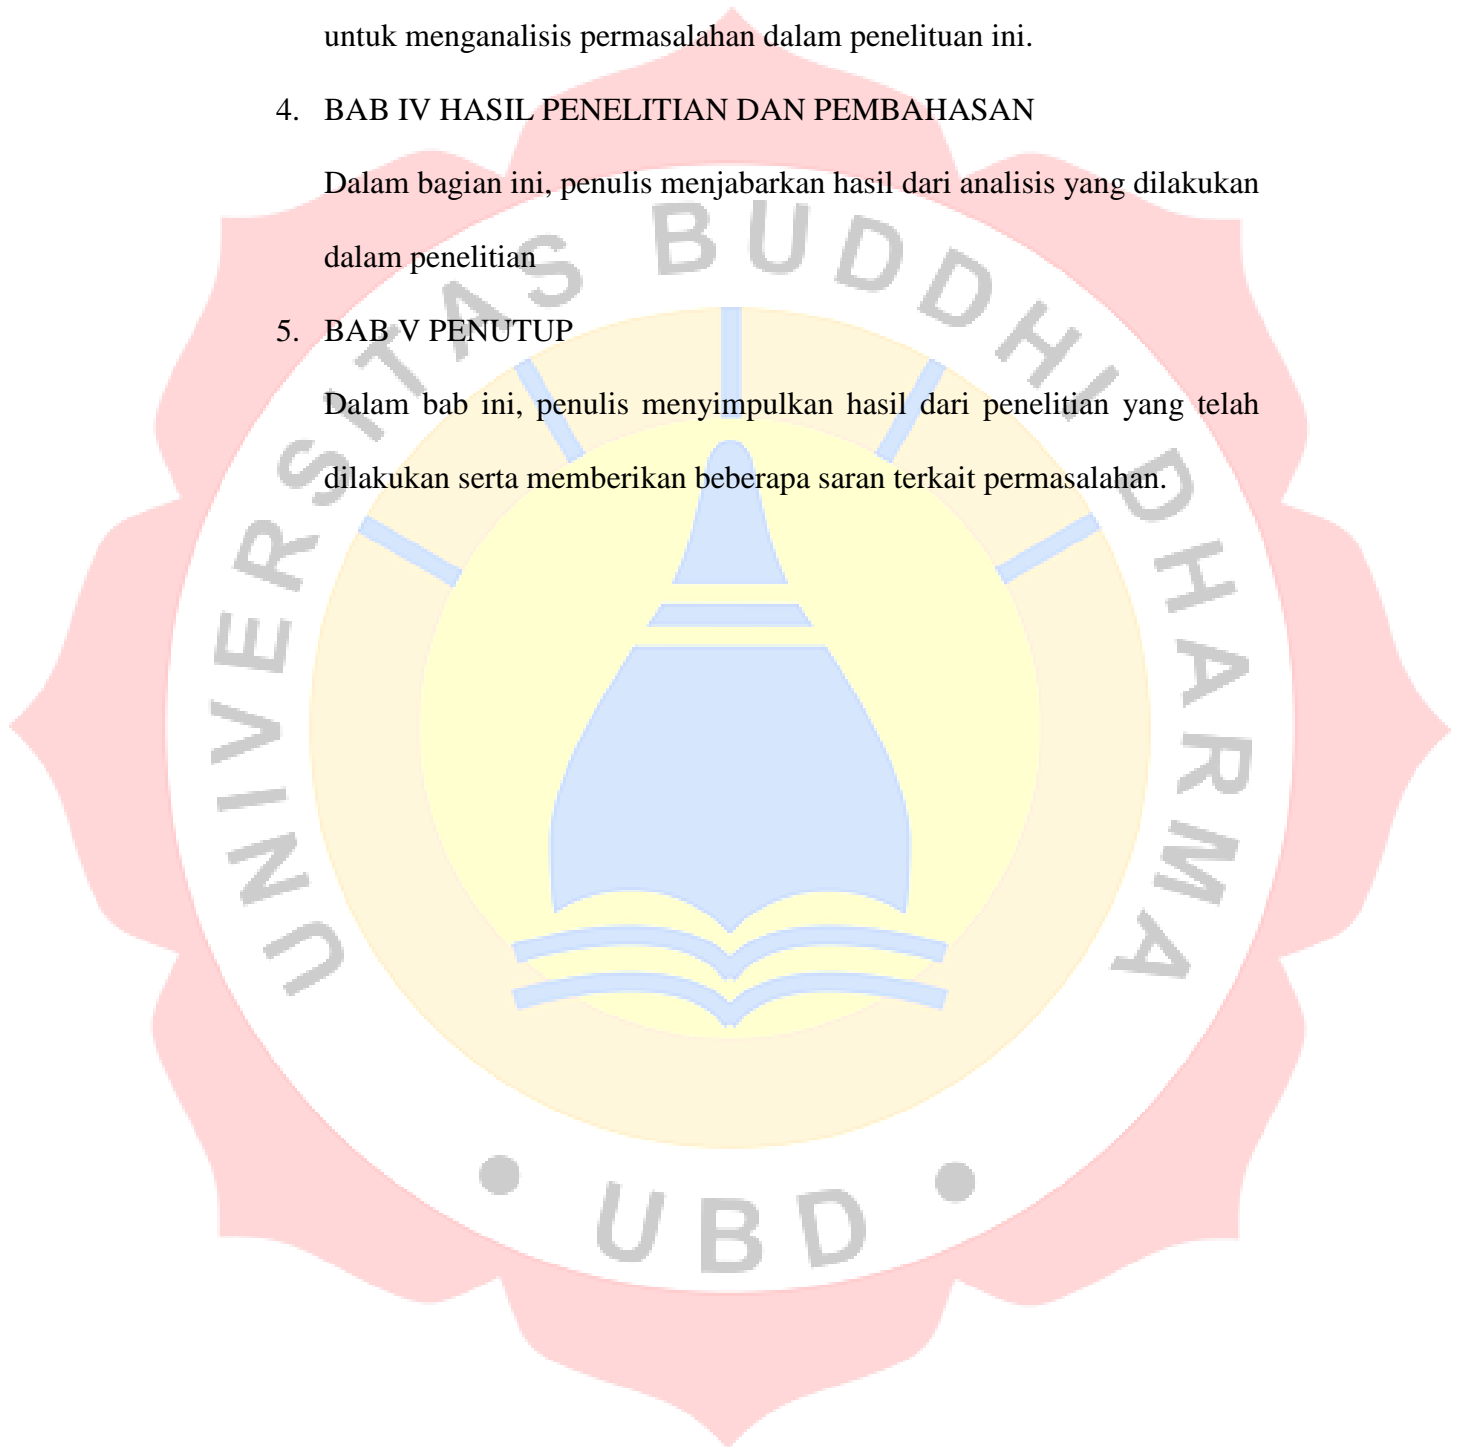 untuk menganalisis permasalahan dalam penelituan ini.
4. BAB IV HASIL PENELITIAN DAN PEMBAHASAN
Dalam bagian ini, penulis menjabarkan hasil dari analisis yang dilakukan
dalam penelitian
5. BAB V PENUTUP
Dalam bab ini, penulis menyimpulkan hasil dari penelitian yang telah
dilakukan serta memberikan beberapa saran terkait permasalahan.
UNIVERSITAS BUDDHI DHARMA
• UBD •